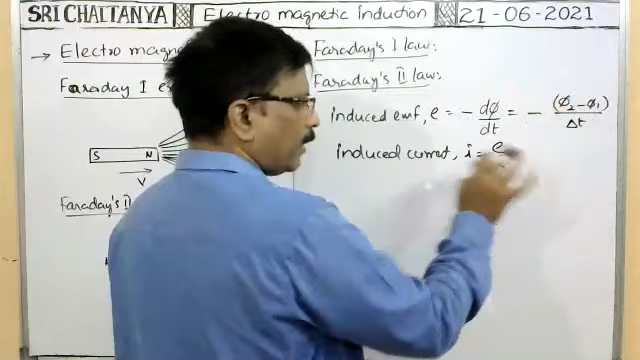 SRI CHAITANYA
Electro magnetic Induction
21-06-2021
→ Electro
Faraday I
S N
V
Faraday's II
Faraday's I law:
Faraday's II law:
induced emf, e = - dϕ/dt = - (ϕ2-ϕ1)/Δt
induced current, i = e